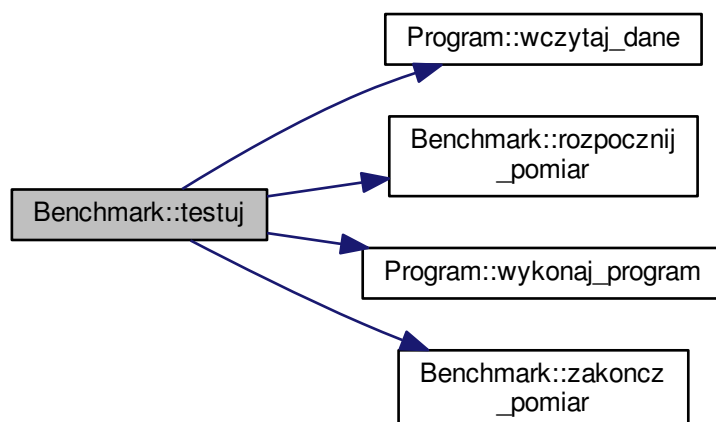 Program::wczytaj_dane
Benchmark::rozpocznij
_pomiar
Benchmark::testuj
Program::wykonaj_program
Benchmark::zakoncz
_pomiar